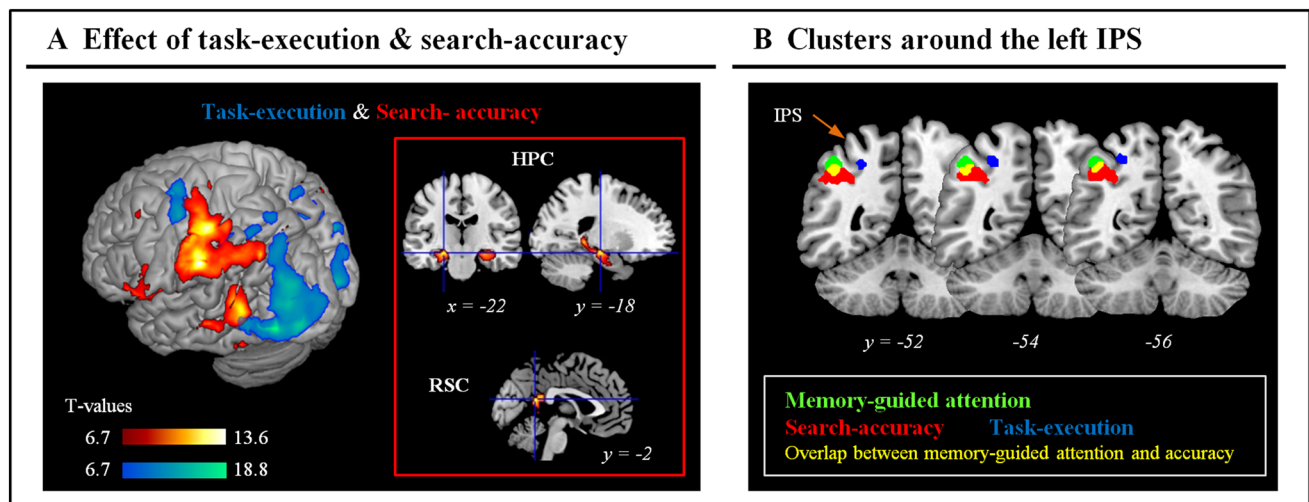 A Effect of task-execution & search-accuracy
Task-execution & Search- accuracy
HPC
x = -22
y = -18
RSC
y = -2
T-values
6.7
13.6
6.7
18.8
B Clusters around the left IPS
IPS
y = -52
-54
-56
Memory-guided attention
Search-accuracy Task-execution
Overlap between memory-guided attention and accuracy